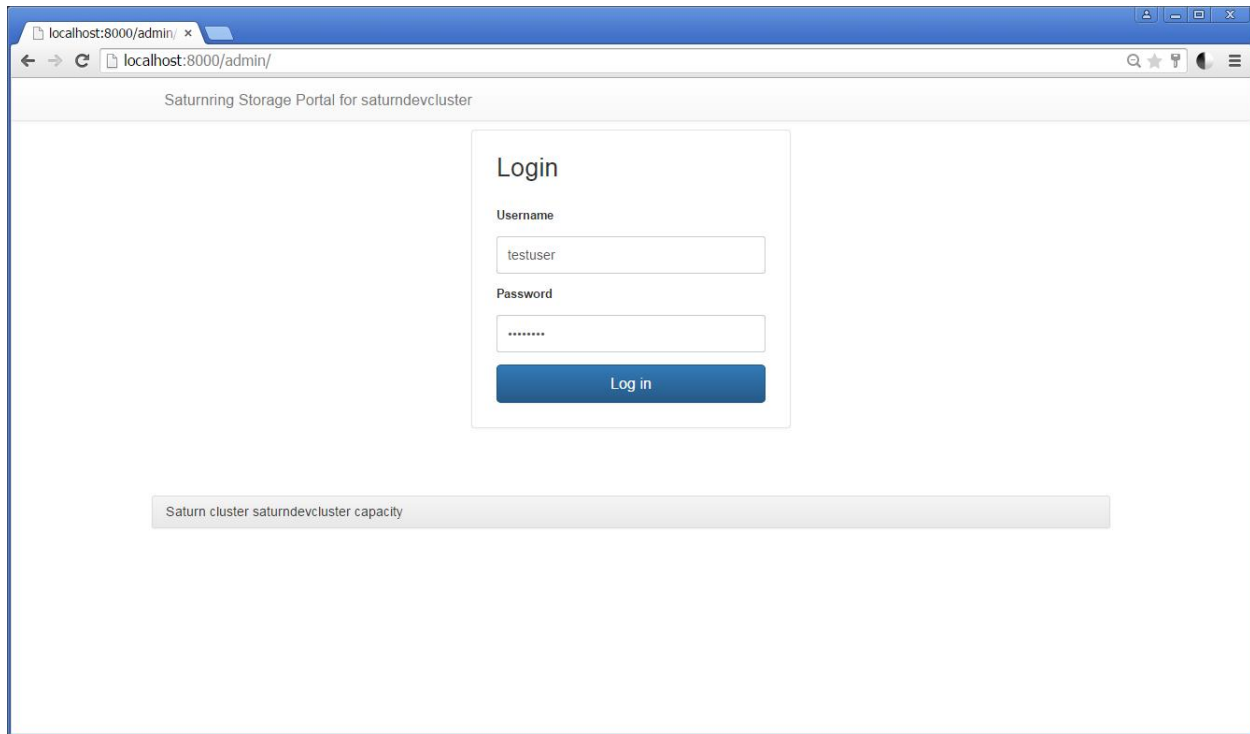 localhost:8000/admin/
localhost:8000/admin/
Saturnring Storage Portal for saturndevcluster
Login
Username
testuser
Password
••••••••
Log in
Saturn cluster saturndevcluster capacity